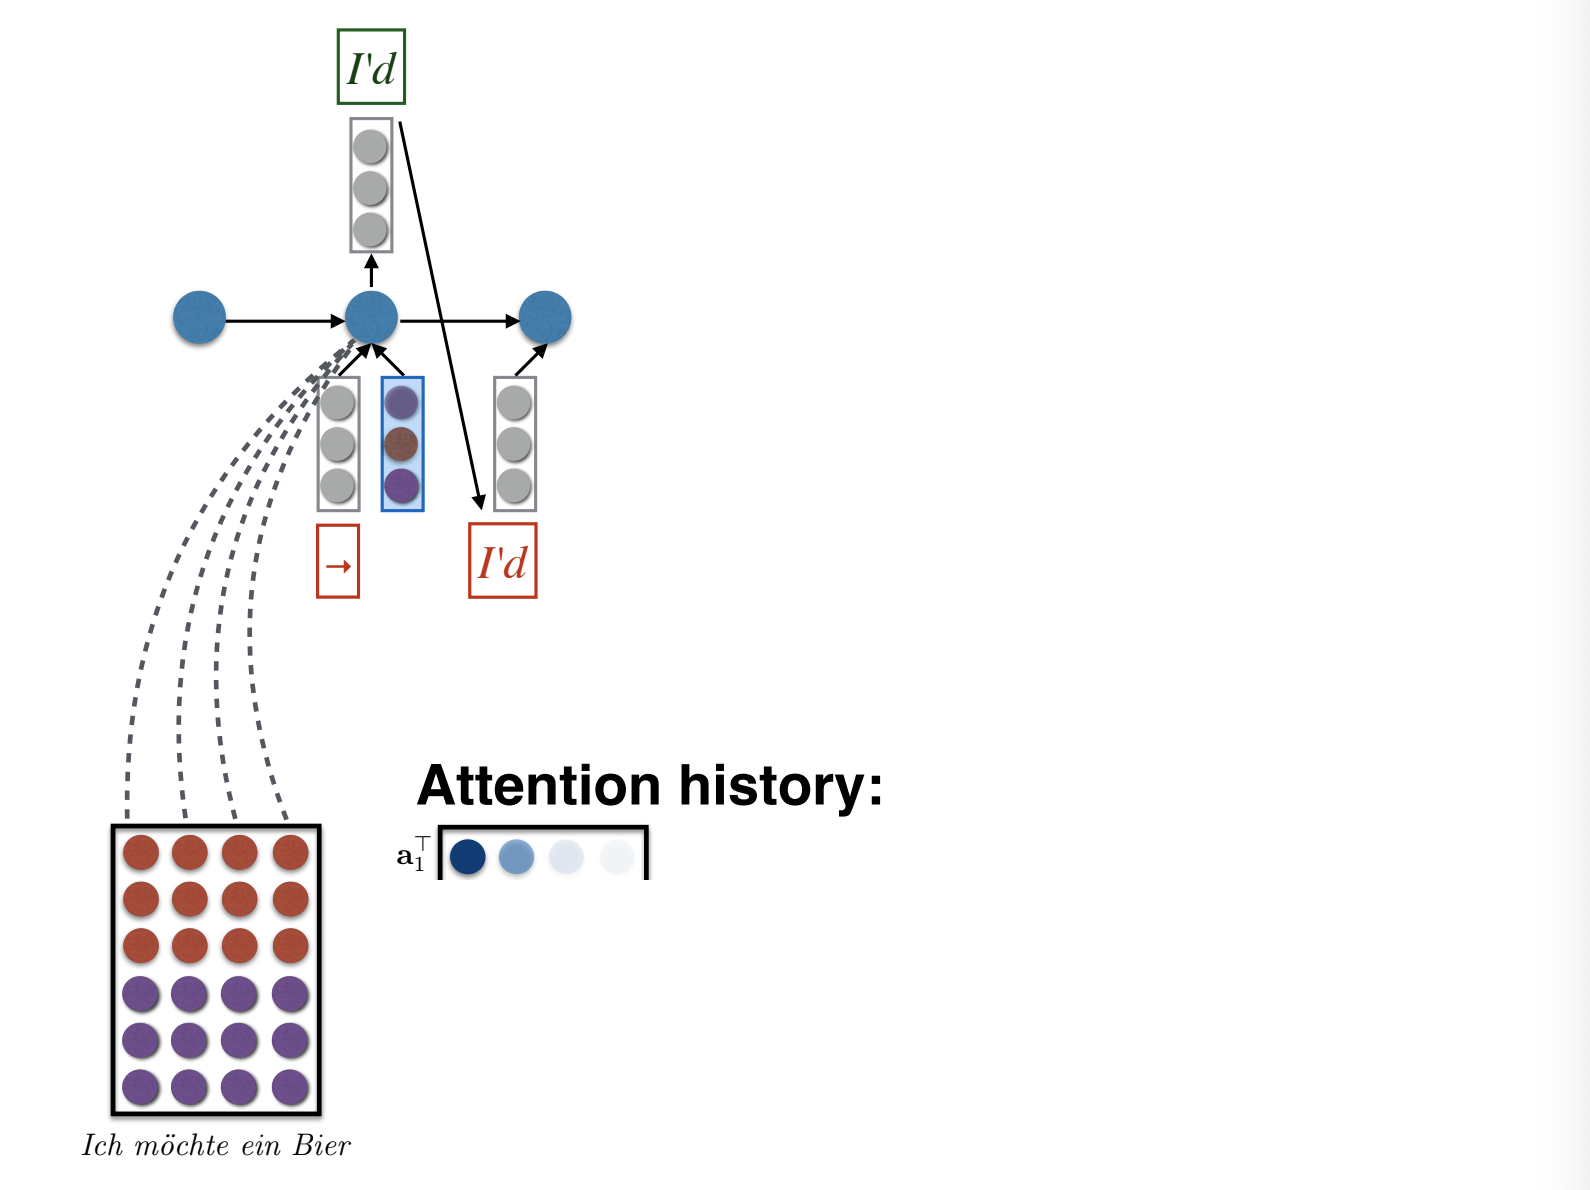 I'd
→
I'd
Attention history:
a₁⊤
Ich möchte ein Bier